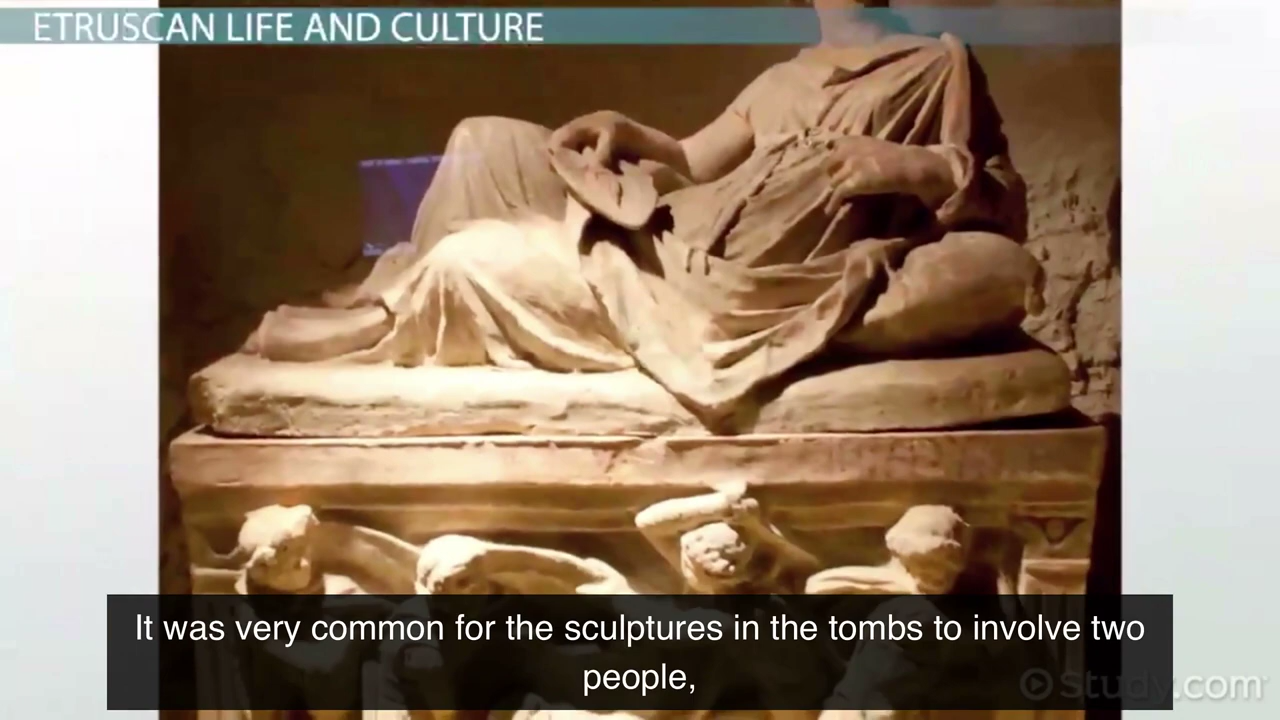 ETRUSCAN LIFE AND CULTURE
It was very common for the sculptures in the tombs to involve two
people,
Study.com